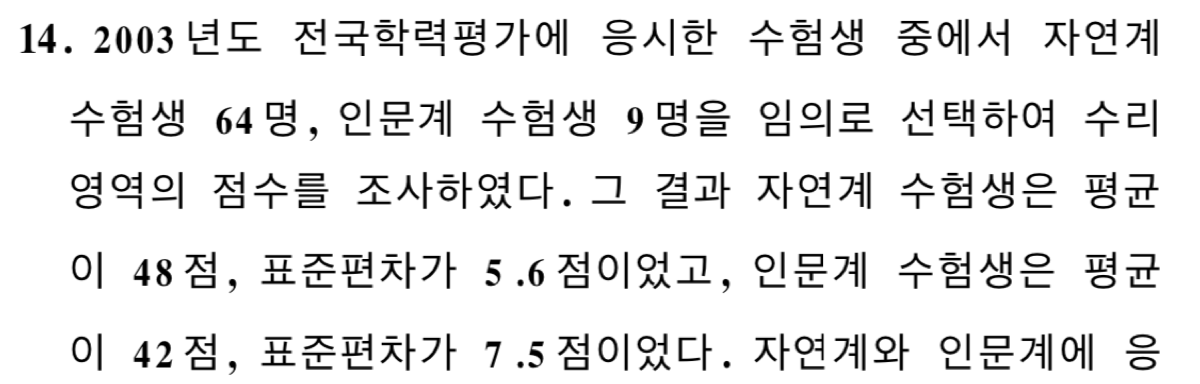 14. 2003년도 전국학력평가에 응시한 수험생 중에서 자연계
수험생 64명, 인문계 수험생 9명을 임의로 선택하여 수리
영역의 점수를 조사하였다. 그 결과 자연계 수험생은 평균
이 48점, 표준편차가 5.6점이었고, 인문계 수험생은 평균
이 42점, 표준편차가 7.5점이었다. 자연계와 인문계에 응